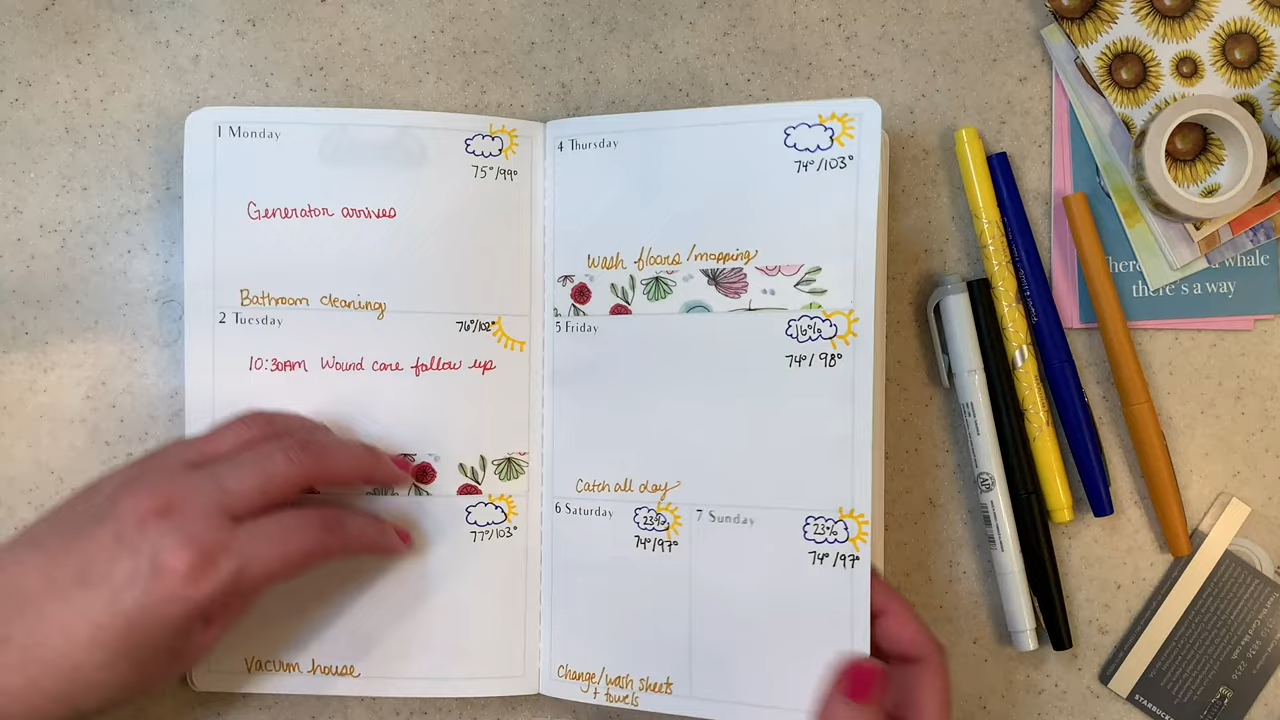 1 Monday
75°/99°
Generator arrives
Bathroom cleaning
2 Tuesday
76°/102°
10:30AM Wound care follow up
77°/103°
Vacuum house
4 Thursday
74°/103°
Wash floors/mopping
5 Friday
16%
74°/98°
Catch all day
6 Saturday
23%
74°/97°
Change/wash sheets
+ towels
7 Sunday
23%
74°/97°
whale
there's a way
STARBUCKS